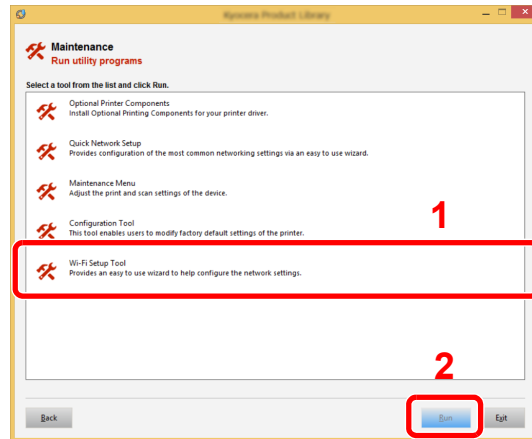 Kyocera Product Library
Maintenance
Run utility programs
Select a tool from the list and click Run.
Optional Printer Components
Install Optional Printing Components for your printer driver.
Quick Network Setup
Provides configuration of the most common networking settings via an easy to use wizard.
Maintenance Menu
Adjust the print and scan settings of the device.
1
Configuration Tool
This tool enables users to modify factory default settings of the printer.
Wi-Fi Setup Tool
Provides an easy to use wizard to help configure the network settings.
2
Back
Run
Exit